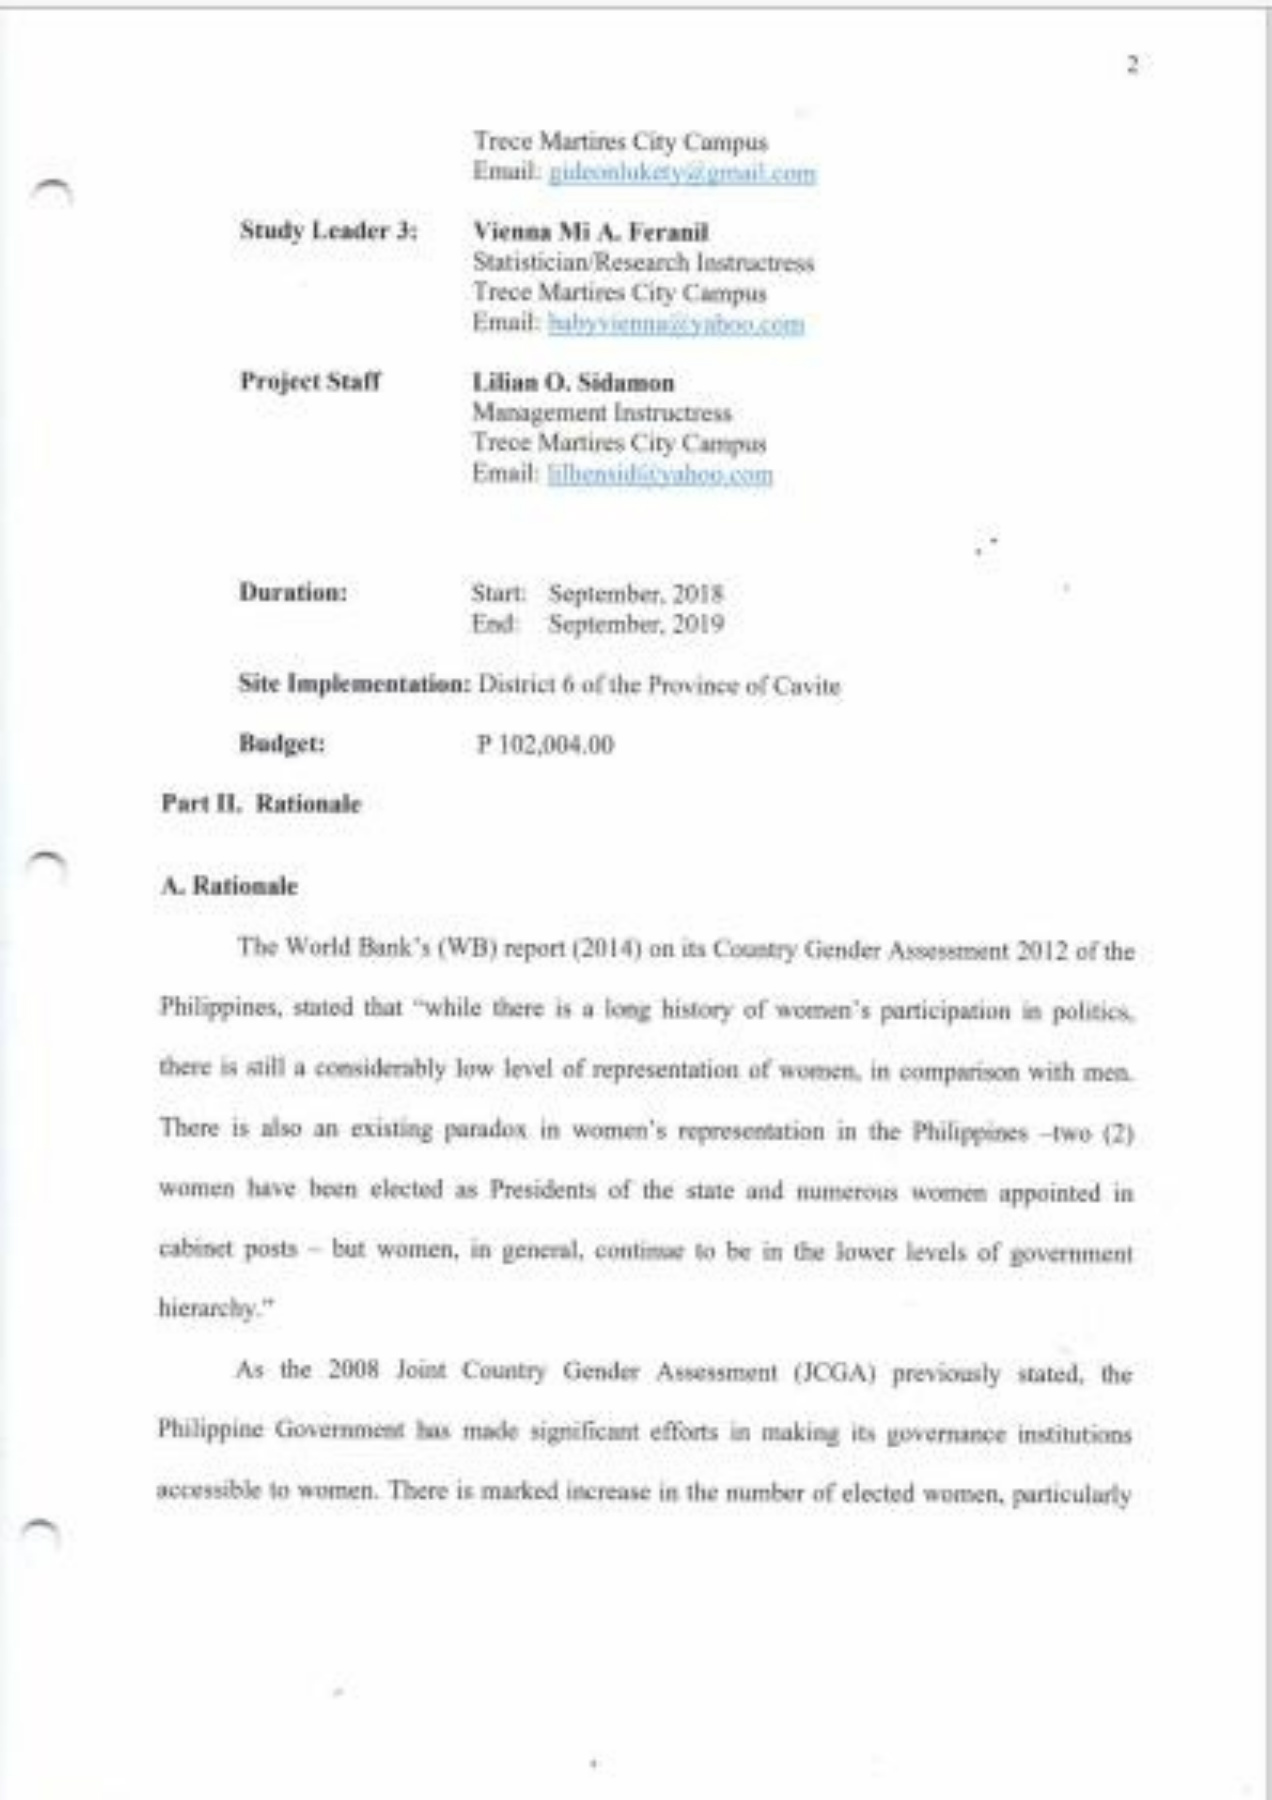 2
Trece Martires City Campus
Email: gideonlukety@gmail.com
Study Leader 3: Vienna Mi A. Feranil
Statistician/Research Instructress
Trece Martires City Campus
Email: babyvienna@yahoo.com
Project Staff Lilian O. Sidamon
Management Instructress
Trece Martires City Campus
Email: lilhensid@yahoo.com
Duration: Start: September, 2018
End: September, 2019
Site Implementation: District 6 of the Province of Cavite
Budget: P 102,004.00
Part II. Rationale
A. Rationale
The World Bank's (WB) report (2014) on its Country Gender Assessment 2012 of the
Philippines, stated that “while there is a long history of women's participation in politics,
there is still a considerably low level of representation of women, in comparison with men.
There is also an existing paradox in women's representation in the Philippines –two (2)
women have been elected as Presidents of the state and numerous women appointed in
cabinet posts – but women, in general, continue to be in the lower levels of government
hierarchy.”
As the 2008 Joint Country Gender Assessment (JCGA) previously stated, the
Philippine Government has made significant efforts in making its governance institutions
accessible to women. There is marked increase in the number of elected women, particularly